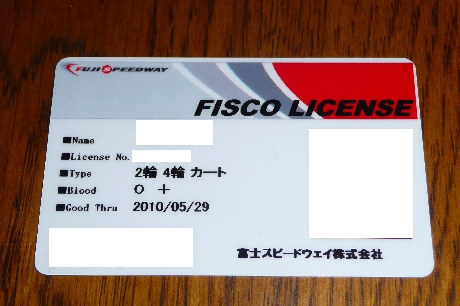 FUJI SPEEDWAY
FISCO LICENSE
■Name
■License No.
■Type 2輪 4輪 カート
■Blood O +
■Good Thru 2010/05/29
富士スピードウェイ株式会社